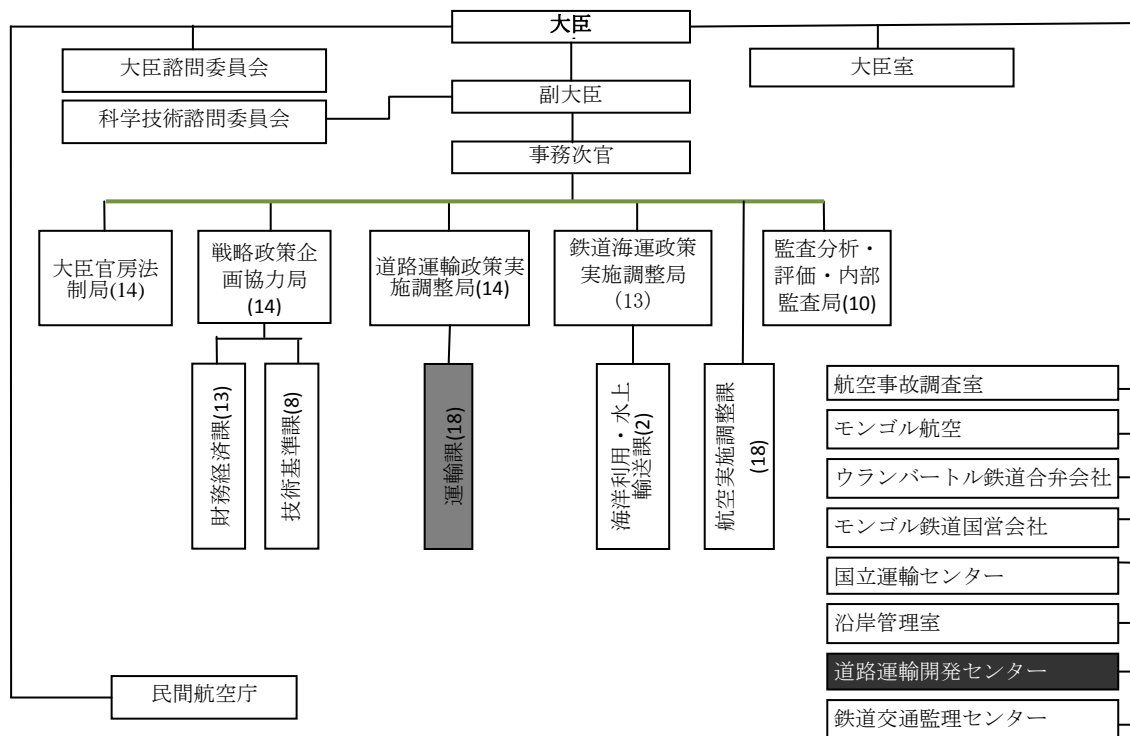 大臣
大臣諮問委員会
大臣室
科学技術諮問委員会
副大臣
事務次官
大臣官房法
制局(14)
戦略政策企
画協力局
(14)
道路運輸政策実
施調整局(14)
鉄道海運政策
実施調整局
(13)
監査分析・
評価・内部
監査局(10)
財務経済課(13)
技術基準課(8)
運輸課(18)
海洋利用・水上
輸送課(2)
航空実施調整課
(18)
航空事故調査室
モンゴル航空
ウランバートル鉄道合弁会社
モンゴル鉄道国営会社
国立運輸センター
沿岸管理室
道路運輸開発センター
鉄道交通監理センター
民間航空庁